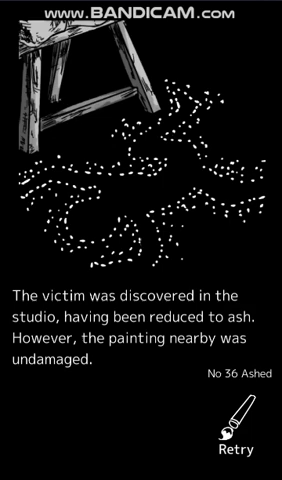 www.BANDICAM.com
The victim was discovered in the
studio, having been reduced to ash.
However, the painting nearby was
undamaged.
No 36 Ashed
Retry